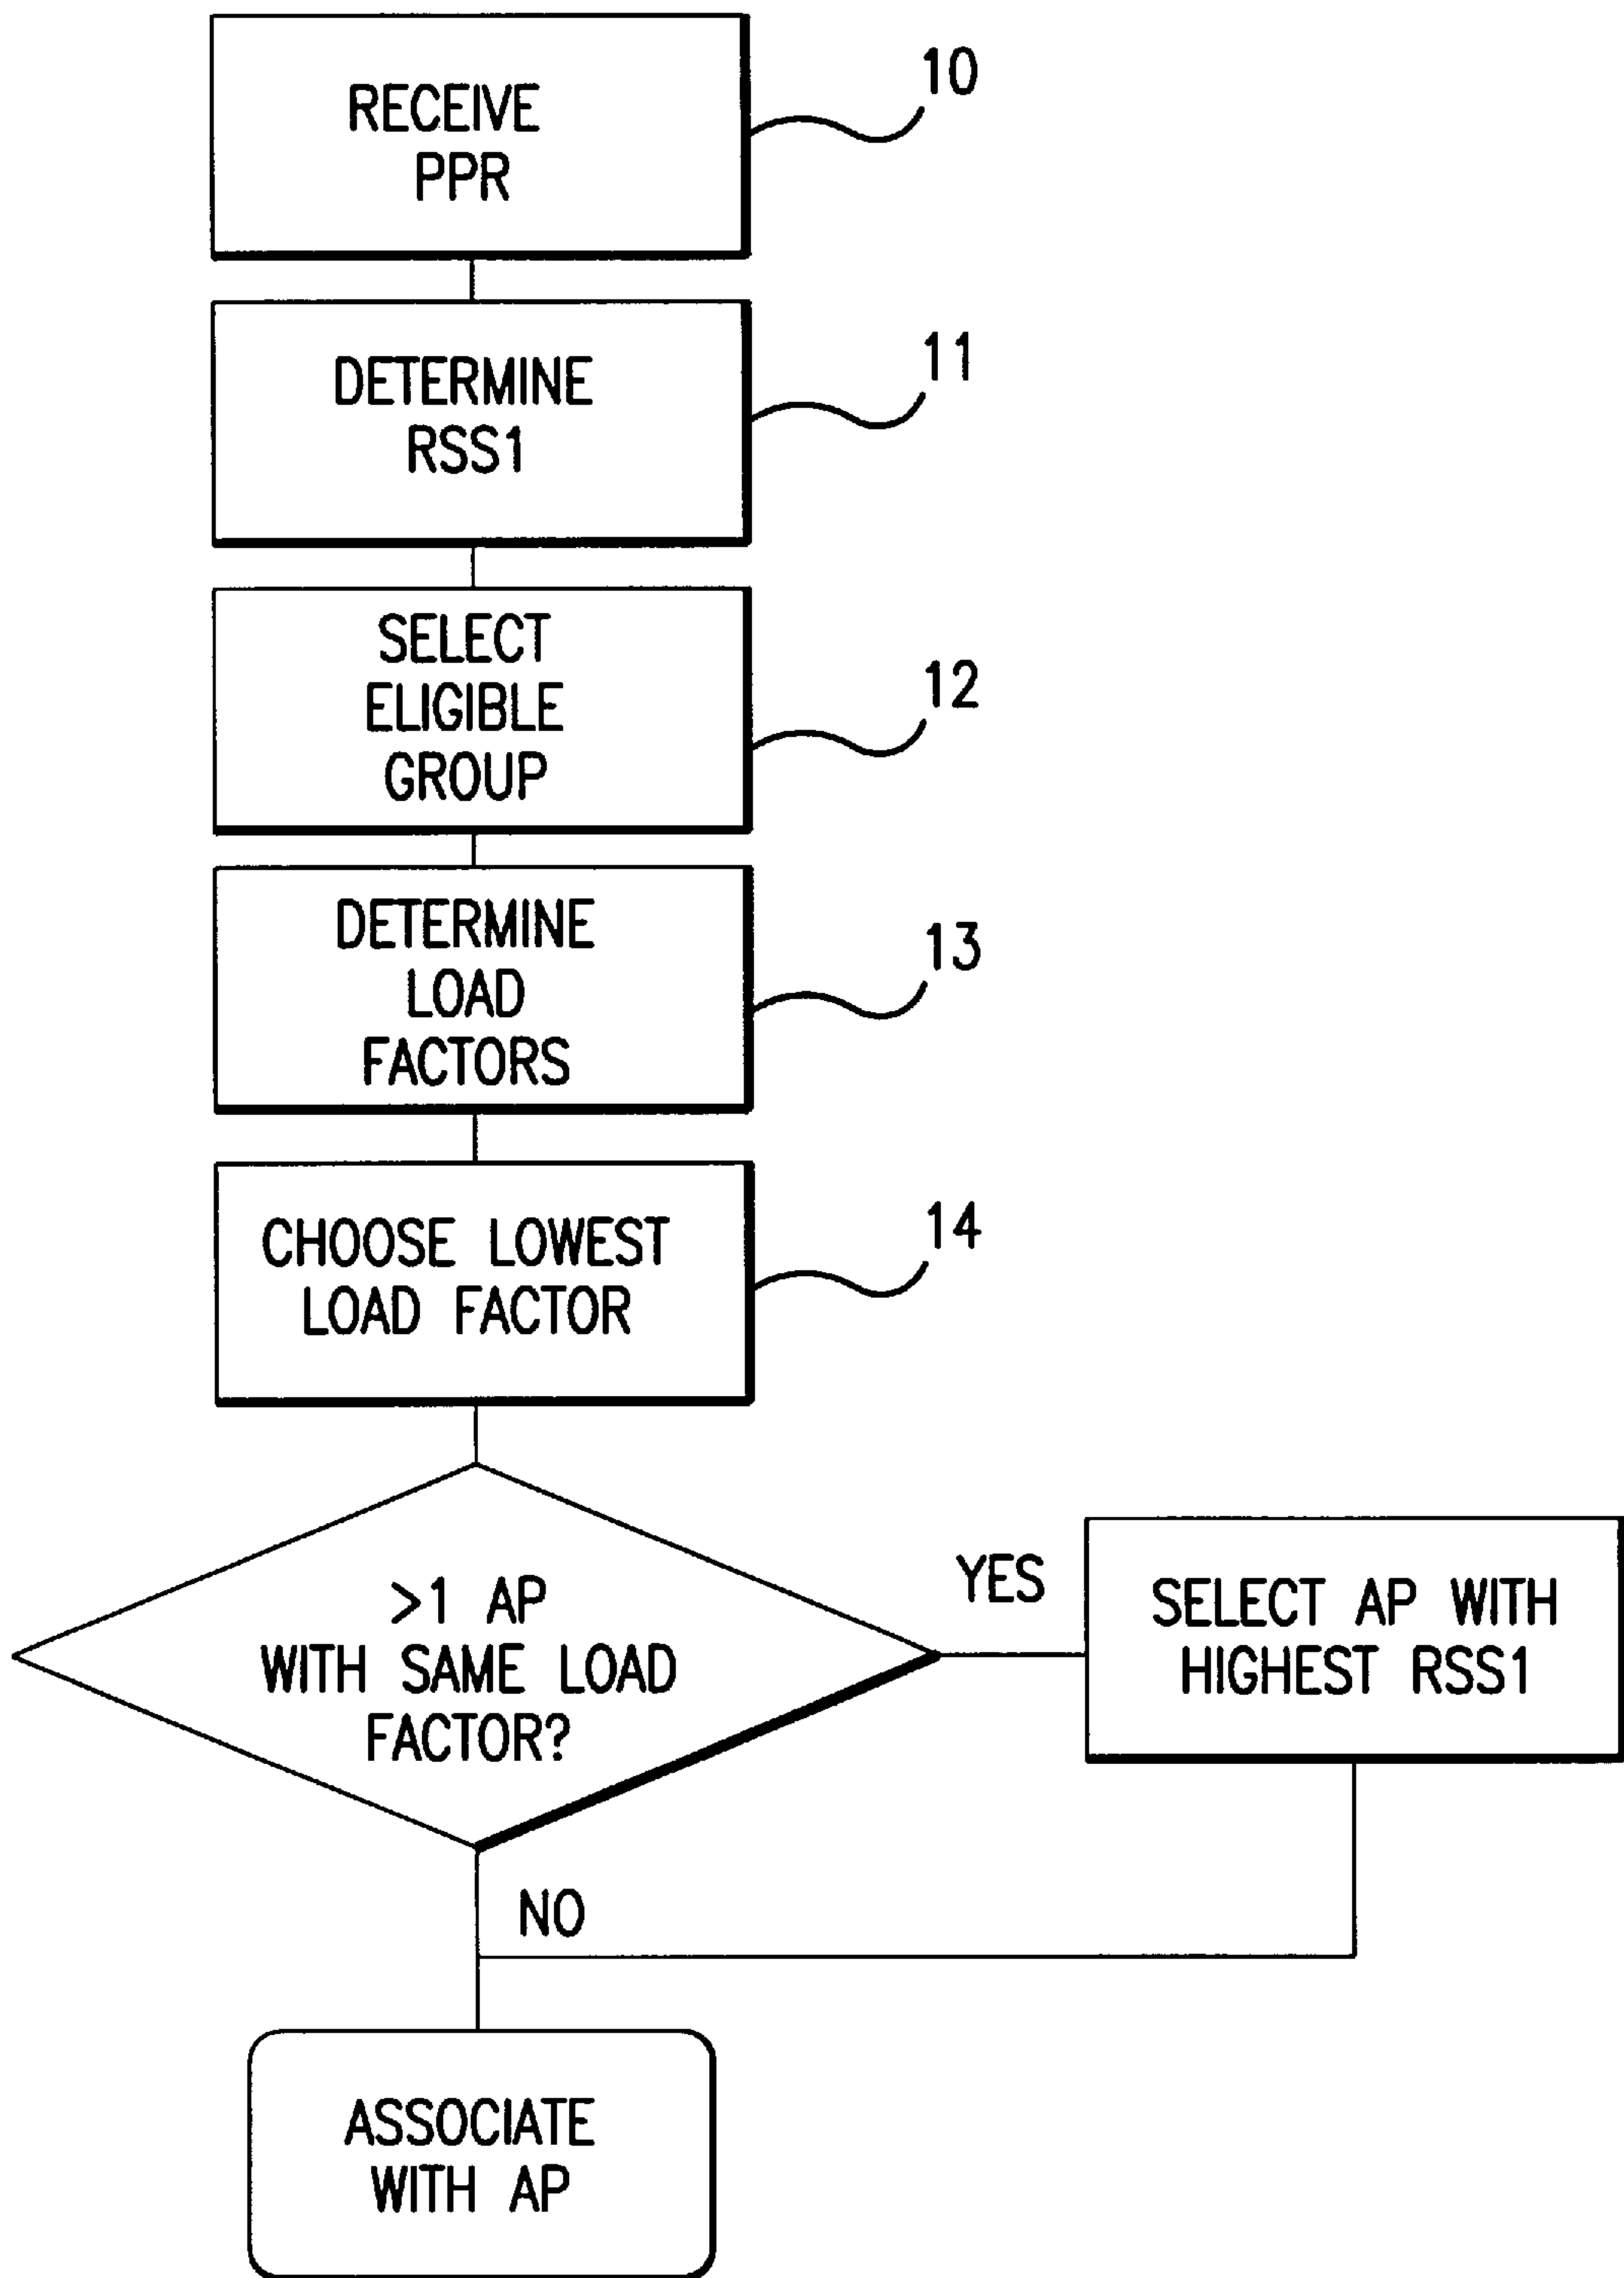 RECEIVE
PPR
10
DETERMINE
RSS1
11
SELECT
ELIGIBLE
GROUP
12
DETERMINE
LOAD
FACTORS
13
CHOOSE LOWEST
LOAD FACTOR
14
>1 AP
WITH SAME LOAD
FACTOR?
YES
SELECT AP WITH
HIGHEST RSS1
NO
ASSOCIATE
WITH AP